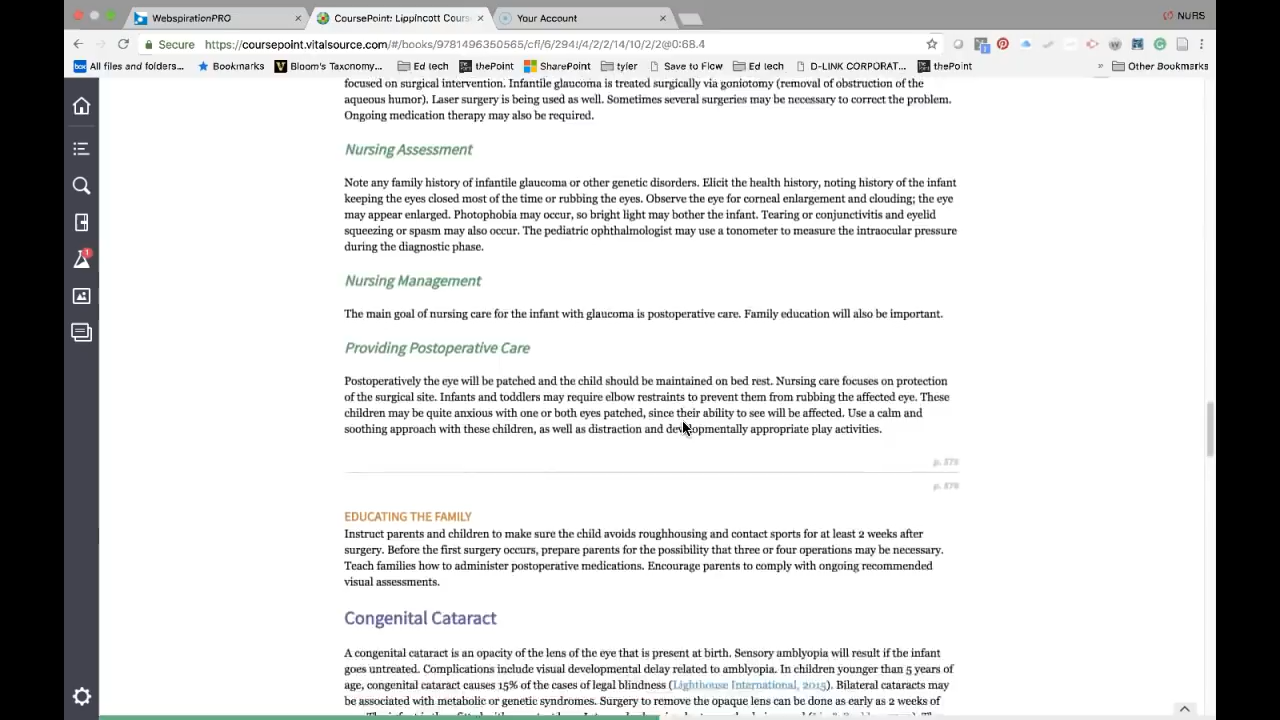 WebspirationPRO
CoursePoint: Lippincott Cours
Your Account
NURS
Secure
https://coursepoint.vitalsource.com/#/books/9781496350565/cfi/6/294!/4/2/2/14/10/2/2@0:68.4
box All files and folders...
Bookmarks
Bloom's Taxonomy...
Ed tech
thePoint
SharePoint
tyler
Save to Flow
Ed tech
D-LINK CORPORAT...
thePoint
»
Other Bookmarks
focused on surgical intervention. Infantile glaucoma is treated surgically via goniotomy (removal of obstruction of the
aqueous humor). Laser surgery is being used as well. Sometimes several surgeries may be necessary to correct the problem.
Ongoing medication therapy may also be required.
Nursing Assessment
Note any family history of infantile glaucoma or other genetic disorders. Elicit the health history, noting history of the infant
keeping the eyes closed most of the time or rubbing the eyes. Observe the eye for corneal enlargement and clouding; the eye
may appear enlarged. Photophobia may occur, so bright light may bother the infant. Tearing or conjunctivitis and eyelid
squeezing or spasm may also occur. The pediatric ophthalmologist may use a tonometer to measure the intraocular pressure
during the diagnostic phase.
Nursing Management
The main goal of nursing care for the infant with glaucoma is postoperative care. Family education will also be important.
Providing Postoperative Care
Postoperatively the eye will be patched and the child should be maintained on bed rest. Nursing care focuses on protection
of the surgical site. Infants and toddlers may require elbow restraints to prevent them from rubbing the affected eye. These
children may be quite anxious with one or both eyes patched, since their ability to see will be affected. Use a calm and
soothing approach with these children, as well as distraction and developmentally appropriate play activities.
EDUCATING THE FAMILY
Instruct parents and children to make sure the child avoids roughhousing and contact sports for at least 2 weeks after
surgery. Before the first surgery occurs, prepare parents for the possibility that three or four operations may be necessary.
Teach families how to administer postoperative medications. Encourage parents to comply with ongoing recommended
visual assessments.
Congenital Cataract
A congenital cataract is an opacity of the lens of the eye that is present at birth. Sensory amblyopia will result if the infant
goes untreated. Complications include visual developmental delay related to amblyopia. In children younger than 5 years of
age, congenital cataract causes 15% of the cases of legal blindness (Lighthouse International, 2015). Bilateral cataracts may
be associated with metabolic or genetic syndromes. Surgery to remove the opaque lens can be done as early as 2 weeks of